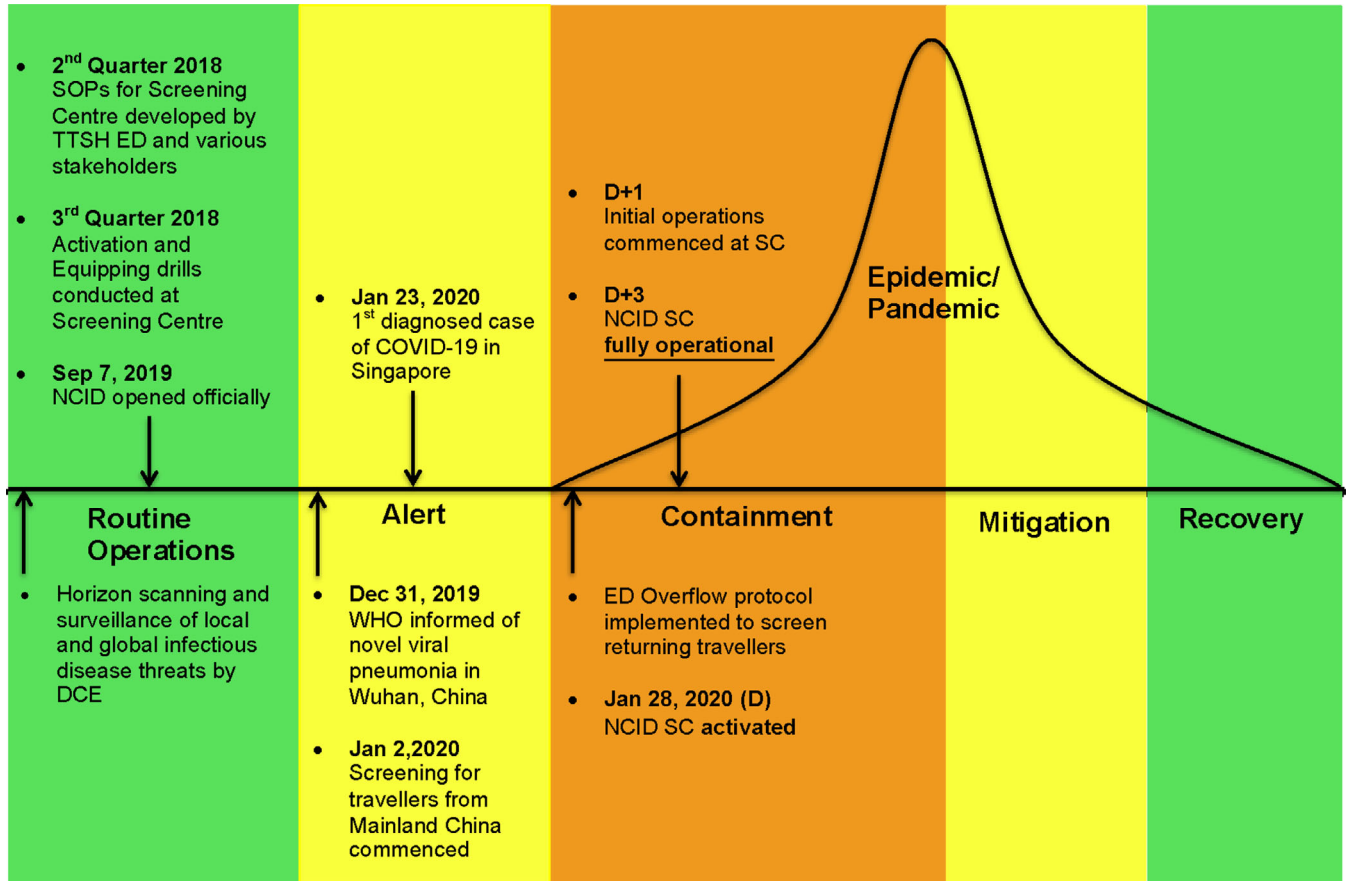 • 2nd Quarter 2018
SOPs for Screening
Centre developed by
TTSH ED and various
stakeholders
• 3rd Quarter 2018
Activation and
Equipping drills
conducted at
Screening Centre
• Sep 7, 2019
NCID opened officially
Routine
Operations
• Horizon scanning and
surveillance of local
and global infectious
disease threats by
DCE
• Jan 23, 2020
1st diagnosed case
of COVID-19 in
Singapore
Alert
• Dec 31, 2019
WHO informed of
novel viral
pneumonia in
Wuhan, China
• Jan 2,2020
Screening for
travellers from
Mainland China
commenced
• D+1
Initial operations
commenced at SC
• D+3
NCID SC
fully operational
Epidemic/
Pandemic
Containment
• ED Overflow protocol
implemented to screen
returning travellers
• Jan 28, 2020 (D)
NCID SC activated
Mitigation
Recovery